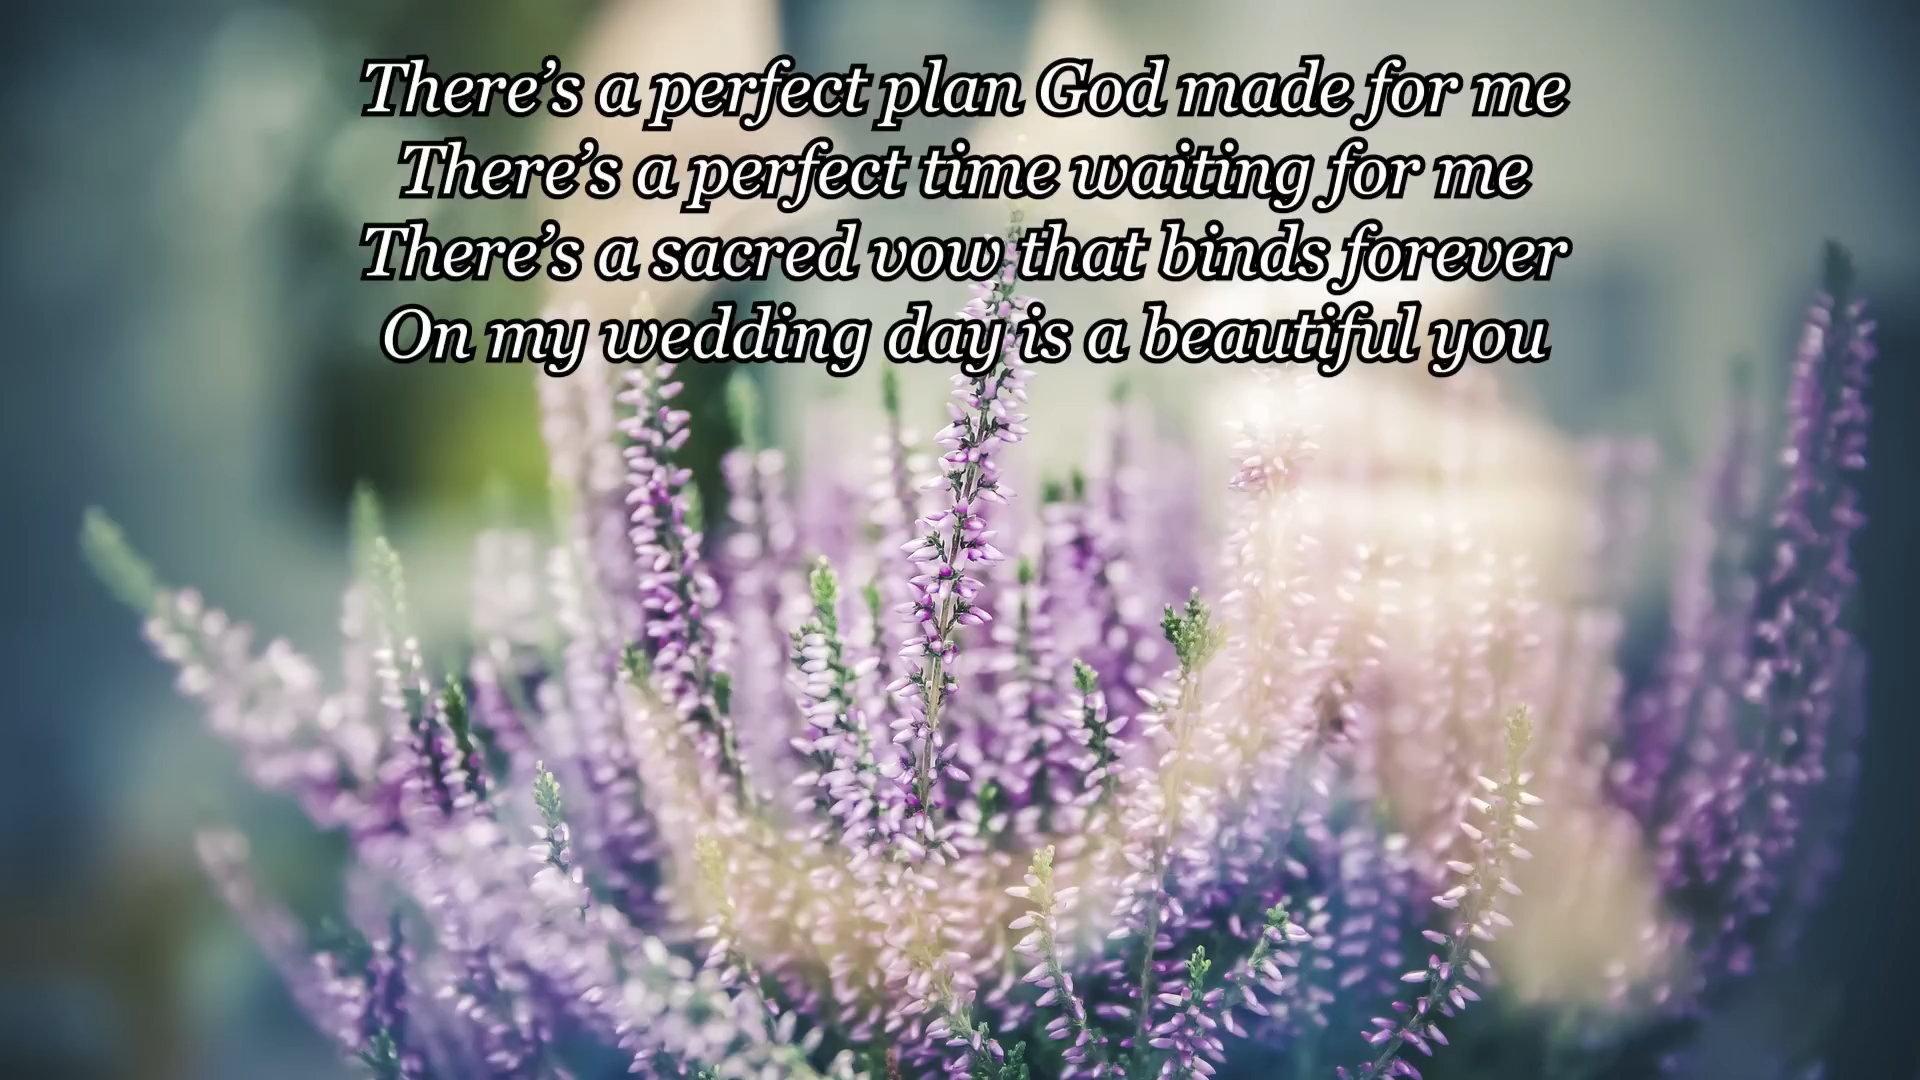 There’s a perfect plan God made for me
There’s a perfect time waiting for me
There’s a sacred vow that binds forever
On my wedding day is a beautiful you